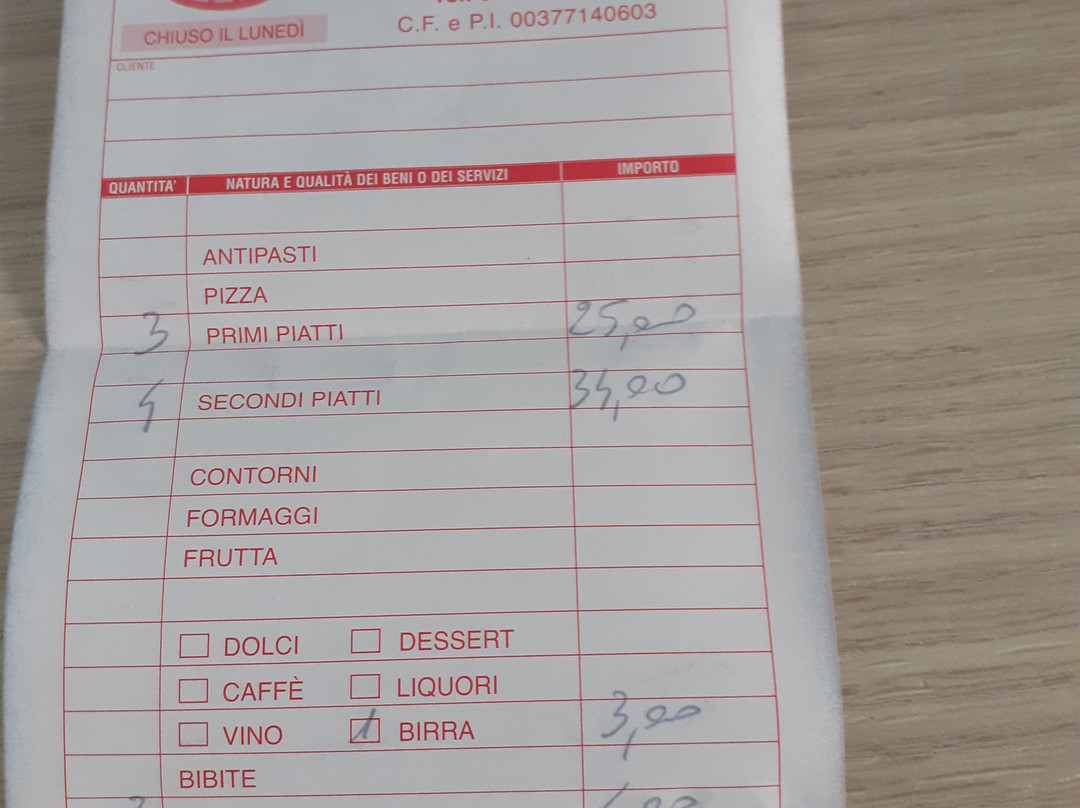 CHIUSO IL LUNEDÌ
C.F. e P.I. 00377140603
CLIENTE
QUANTITA' NATURA E QUALITÀ DEI BENI O DEI SERVIZI IMPORTO
ANTIPASTI
PIZZA
3 PRIMI PIATTI 25,00
4 SECONDI PIATTI 34,00
CONTORNI
FORMAGGI
FRUTTA
DOLCI DESSERT
CAFFÈ LIQUORI
VINO 1 BIRRA 3,00
BIBITE